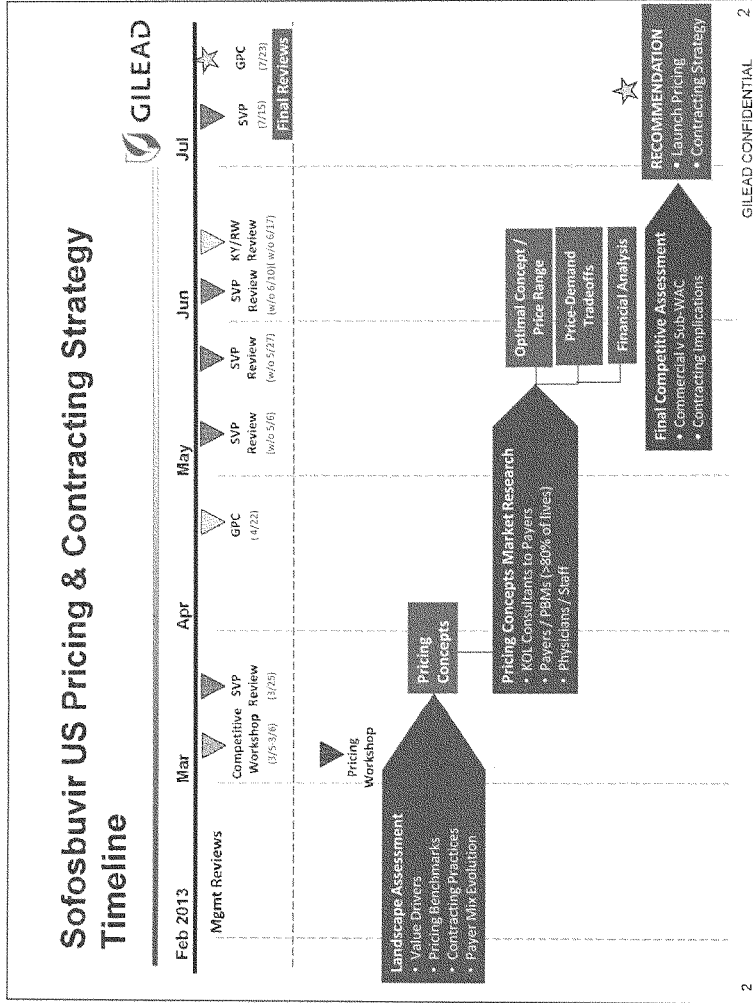 Sofosbuvir US Pricing & Contracting Strategy
Timeline
GILEAD
Feb 2013
Mar
Apr
May
Jun
Jul
Mgmt Reviews
Competitive
Workshop
(3/5-3/6)
SVP
Review
(3/25)
GPC
(4/22)
SVP
Review
(w/o 5/6)
SVP
Review
(w/o 5/27)
SVP
Review
(w/o 6/10)
KY/RW
Review
(w/o 6/17)
SVP
(7/15)
GPC
(7/23)
Final Reviews
Pricing
Workshop
Landscape Assessment
• Value Drivers
• Pricing Benchmarks
• Contracting Practices
• Payer Mix Evolution
Pricing
Concepts
Pricing Concepts Market Research
• KOL Consultants to Payers
• Payers / PBMs (>80% of lives)
• Physicians / Staff
Optimal Concept /
Price Range
Price-Demand
Tradeoffs
Financial Analysis
Final Competitive Assessment
• Commercial v Sub-WAC
• Contracting Implications
RECOMMENDATION
• Launch Pricing
• Contracting Strategy
2
GILEAD CONFIDENTIAL
2